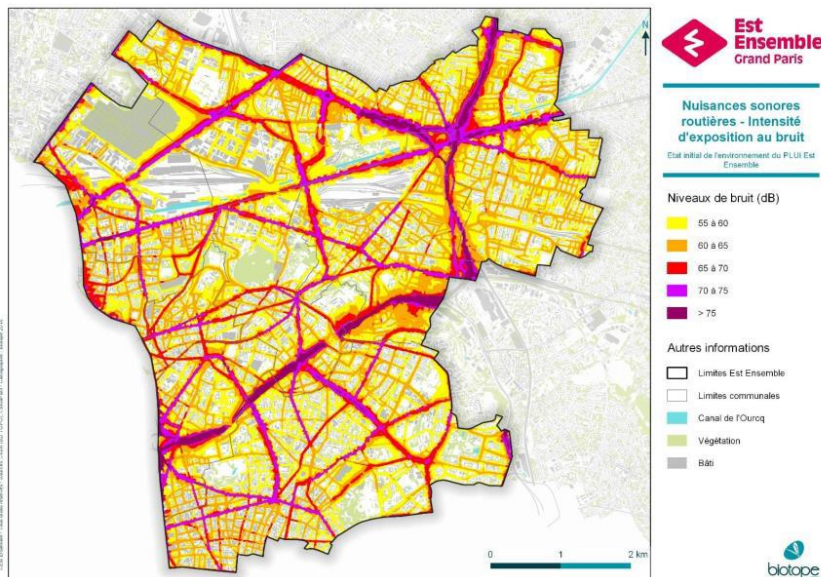 N
Est
Ensemble
Grand Paris
Nuisances sonores
routières - Intensité
d'exposition au bruit
Etat initial de l'environnement du PLUi Est
Ensemble
Niveaux de bruit (dB)
55 à 60
60 à 65
65 à 70
70 à 75
> 75
Autres informations
Limites Est Ensemble
Limites communales
Canal de l'Ourcq
Végétation
Bâti
0 1 2 km
biotope